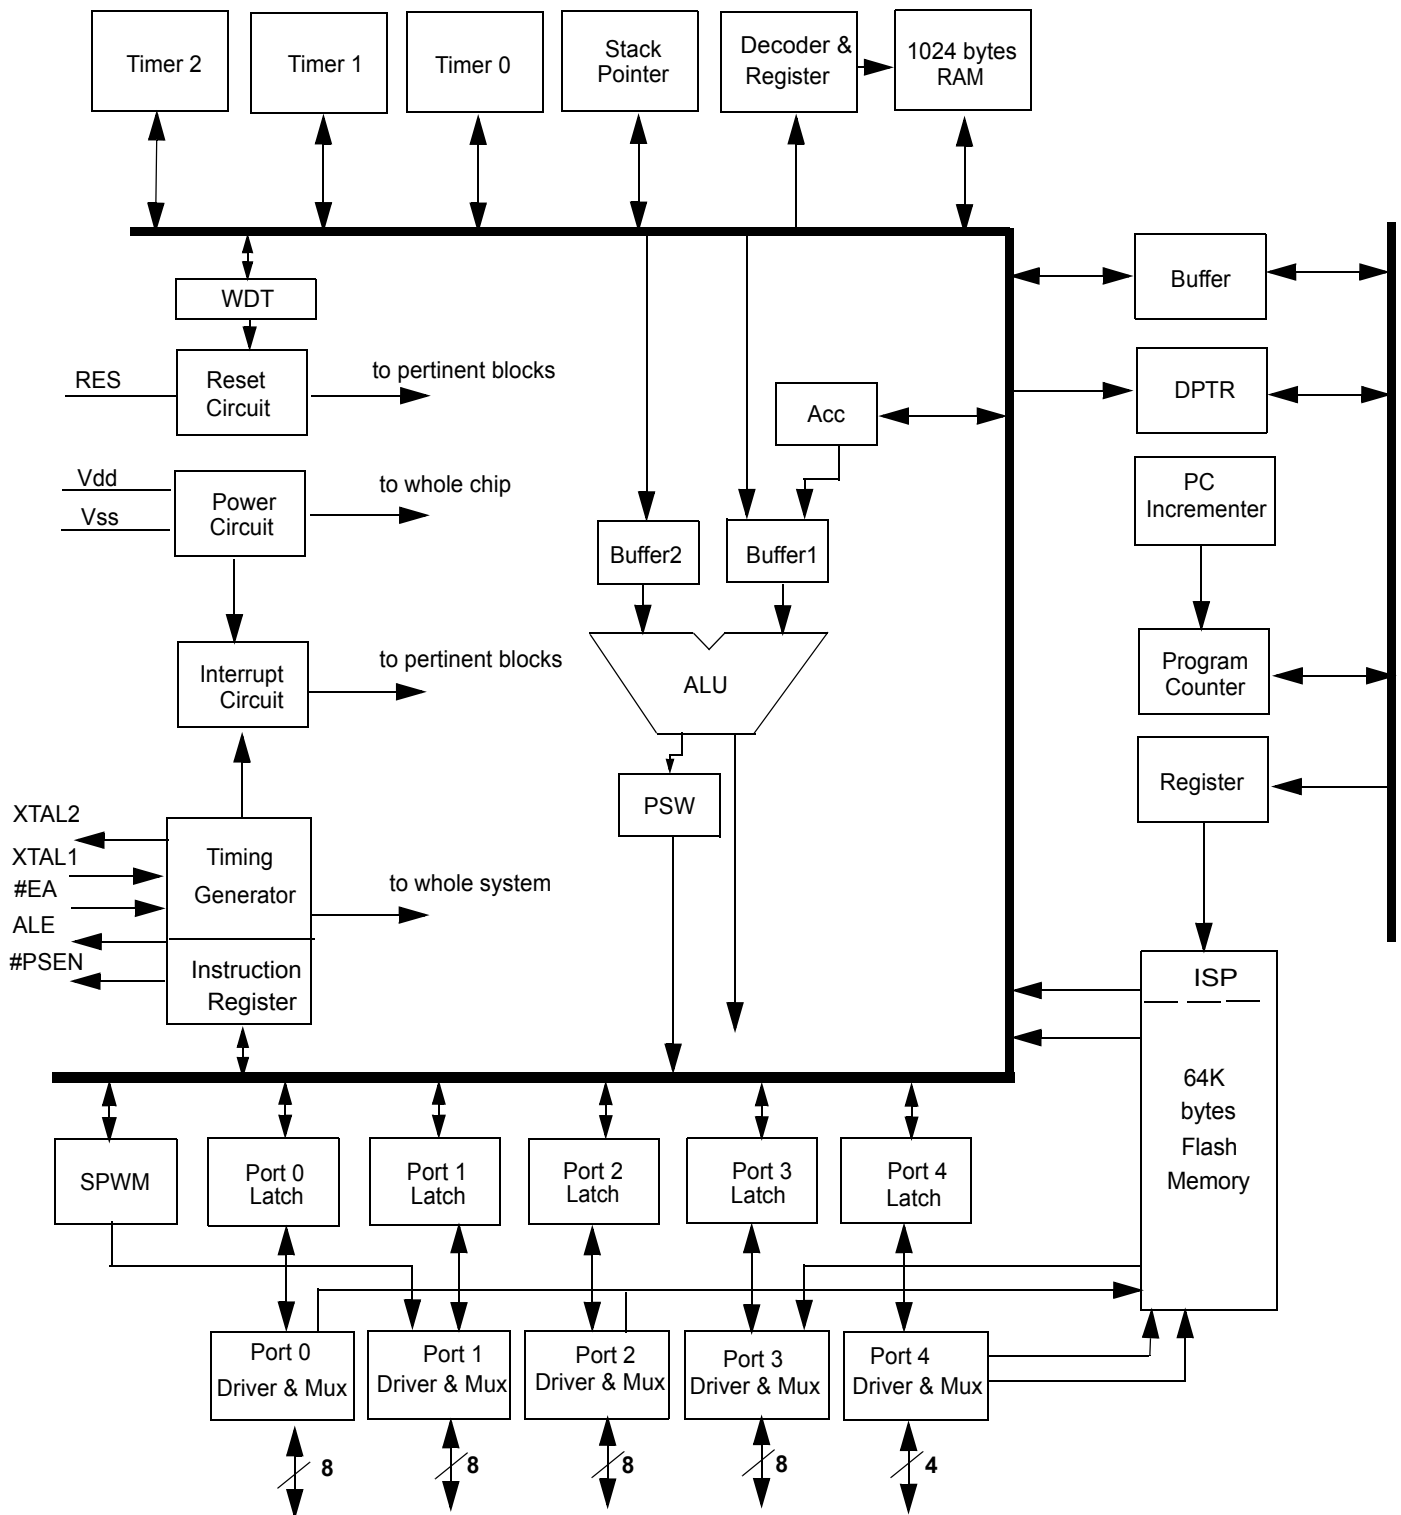 Timer 2
Timer 1
Timer 0
Stack
Pointer
Decoder &
Register
1024 bytes
RAM
WDT
Buffer
RES
Reset
Circuit
to pertinent blocks
DPTR
Acc
Vdd
Vss
Power
Circuit
to whole chip
PC
Incrementer
Buffer2
Buffer1
Interrupt
Circuit
to pertinent blocks
ALU
Program
Counter
PSW
Register
XTAL2
XTAL1
#EA
ALE
#PSEN
Timing
Generator
to whole system
Instruction
Register
ISP
64K
bytes
Flash
Memory
SPWM
Port 0
Latch
Port 1
Latch
Port 2
Latch
Port 3
Latch
Port 4
Latch
Port 0
Driver & Mux
Port 1
Driver & Mux
Port 2
Driver & Mux
Port 3
Driver & Mux
Port 4
Driver & Mux
8
8
8
8
4